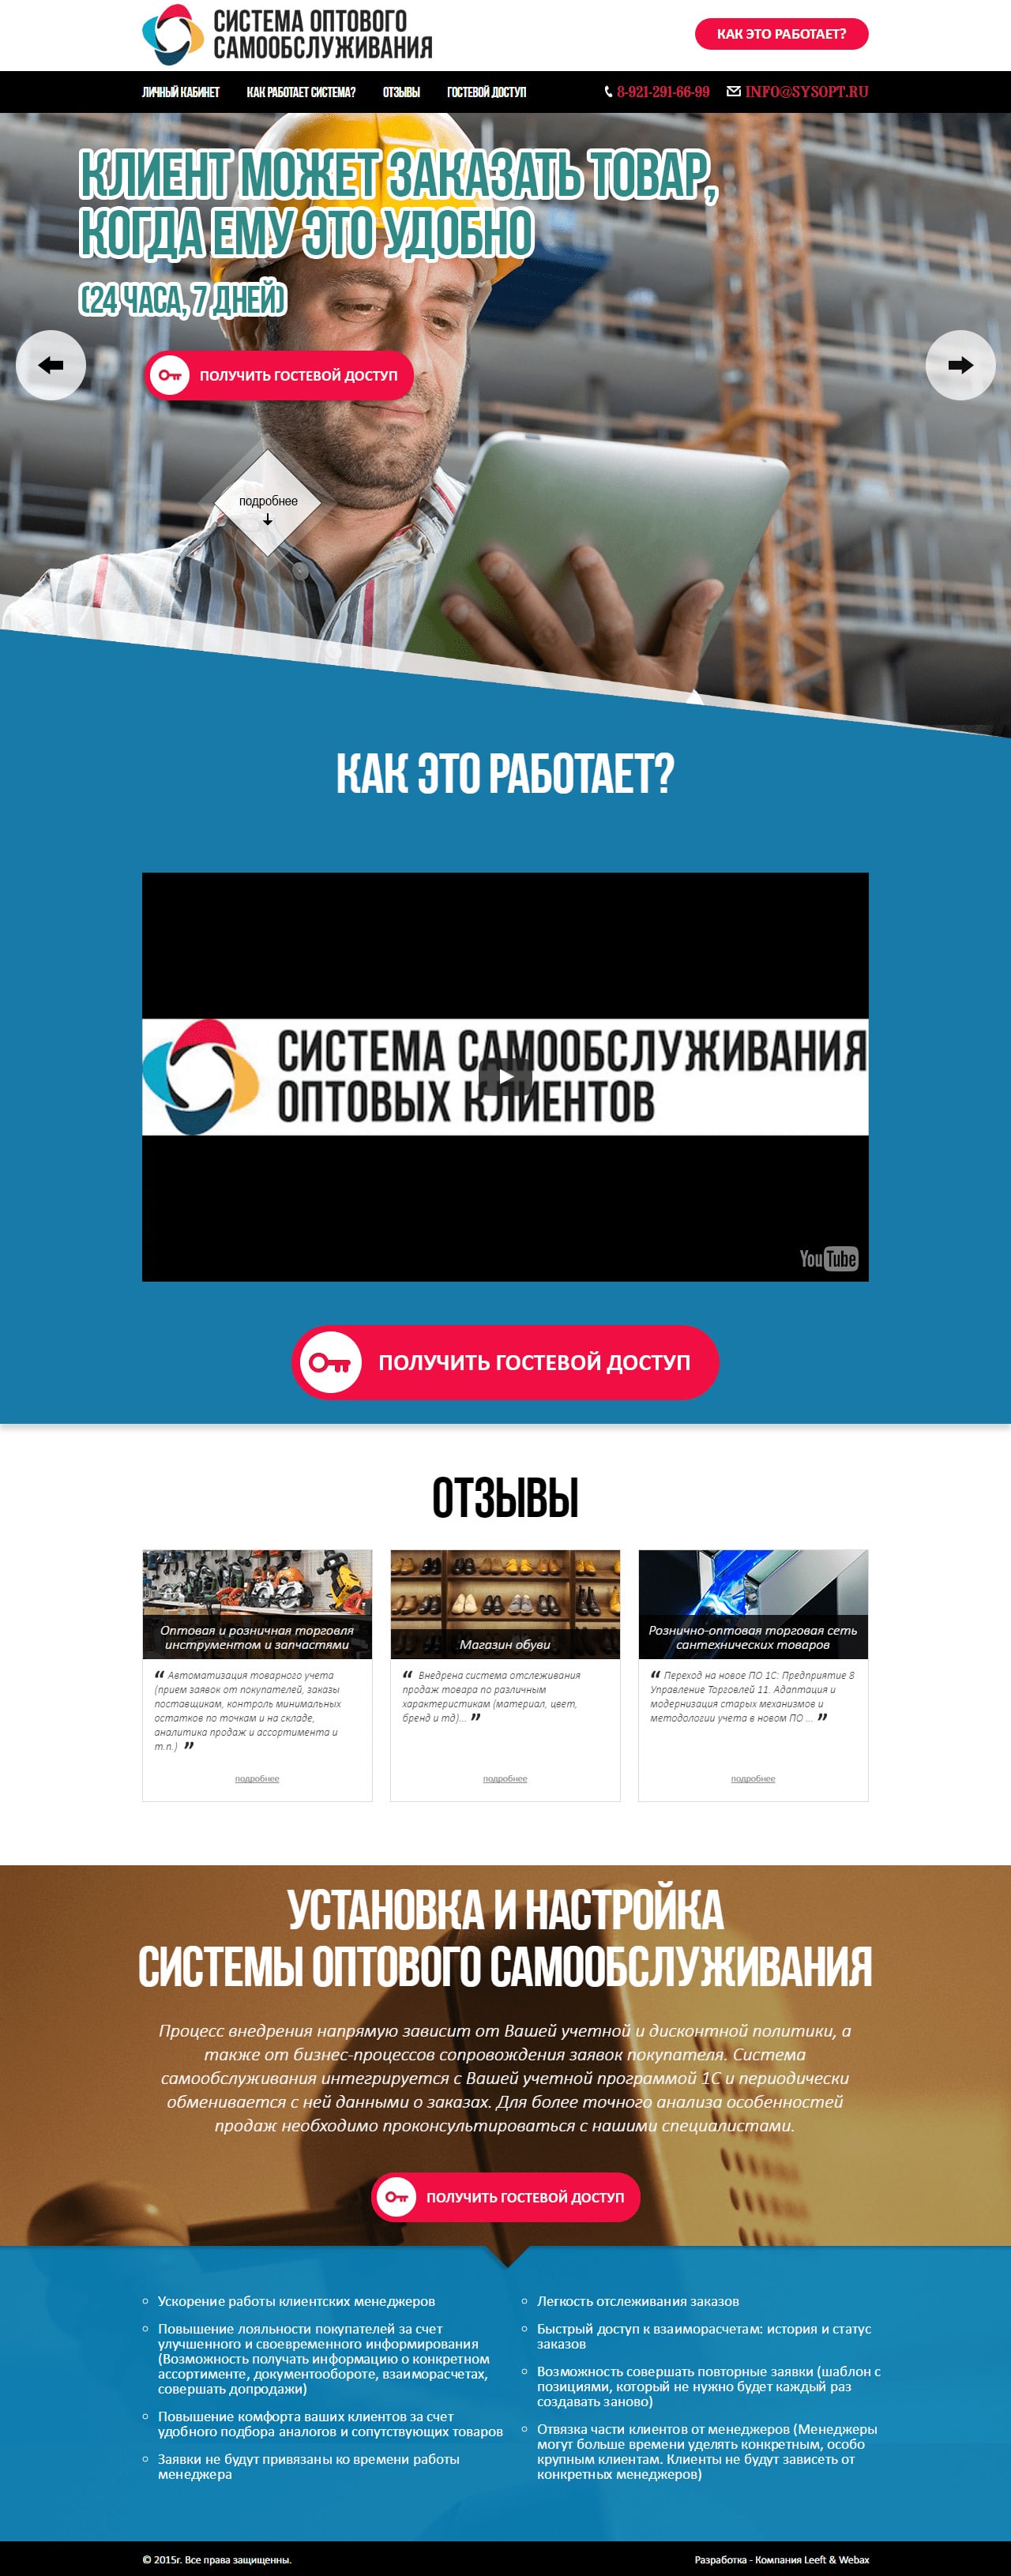 СИСТЕМА ОПТОВОГО
САМООБСЛУЖИВАНИЯ
КАК ЭТО РАБОТАЕТ?
ЛИЧНЫЙ КАБИНЕТ
КАК РАБОТАЕТ СИСТЕМА?
ОТЗЫВЫ
ГОСТЕВОЙ ДОСТУП
8-921-291-66-99
INFO@SYSOPT.RU
КЛИЕНТ МОЖЕТ ЗАКАЗАТЬ ТОВАР,
КОГДА ЕМУ ЭТО УДОБНО
(24 ЧАСА, 7 ДНЕЙ)
ПОЛУЧИТЬ ГОСТЕВОЙ ДОСТУП
подробнее
КАК ЭТО РАБОТАЕТ?
СИСТЕМА САМООБСЛУЖИВАНИЯ
ОПТОВЫХ КЛИЕНТОВ
YouTube
ПОЛУЧИТЬ ГОСТЕВОЙ ДОСТУП
ОТЗЫВЫ
Оптовая и розничная торговля
инструментом и запчастями
“ Автоматизация товарного учета
(прием заявок от покупателей, заказы
поставщикам, контроль минимальных
остатков по точкам и на складе,
аналитика продаж и ассортимента и
т.п.) ”
подробнее
Магазин обуви
“ Внедрена система отслеживания
продаж товара по различным
характеристикам (материал, цвет,
бренд и тд)... ”
подробнее
Рознично-оптовая торговая сеть
сантехнических товаров
“ Переход на новое ПО 1С: Предприятие 8
Управление Торговлей 11. Адаптация и
модернизация старых механизмов и
методологии учета в новом ПО ... ”
подробнее
УСТАНОВКА И НАСТРОЙКА
СИСТЕМЫ ОПТОВОГО САМООБСЛУЖИВАНИЯ
Процесс внедрения напрямую зависит от Вашей учетной и дисконтной политики, а
также от бизнес-процессов сопровождения заявок покупателя. Система
самообслуживания интегрируется с Вашей учетной программой 1С и периодически
обменивается с ней данными о заказах. Для более точного анализа особенностей
продаж необходимо проконсультироваться с нашими специалистами.
ПОЛУЧИТЬ ГОСТЕВОЙ ДОСТУП
Ускорение работы клиентских менеджеров
Повышение лояльности покупателей за счет
улучшенного и своевременного информирования
(Возможность получать информацию о конкретном
ассортименте, документообороте, взаиморасчетах,
совершать допродажи)
Повышение комфорта ваших клиентов за счет
удобного подбора аналогов и сопутствующих товаров
Заявки не будут привязаны ко времени работы
менеджера
Легкость отслеживания заказов
Быстрый доступ к взаиморасчетам: история и статус
заказов
Возможность совершать повторные заявки (шаблон с
позициями, который не нужно будет каждый раз
создавать заново)
Отвязка части клиентов от менеджеров (Менеджеры
могут больше времени уделять конкретным, особо
крупным клиентам. Клиенты не будут зависеть от
конкретных менеджеров)
© 2015г. Все права защищенны.
Разработка - Компания Leeft & Webax